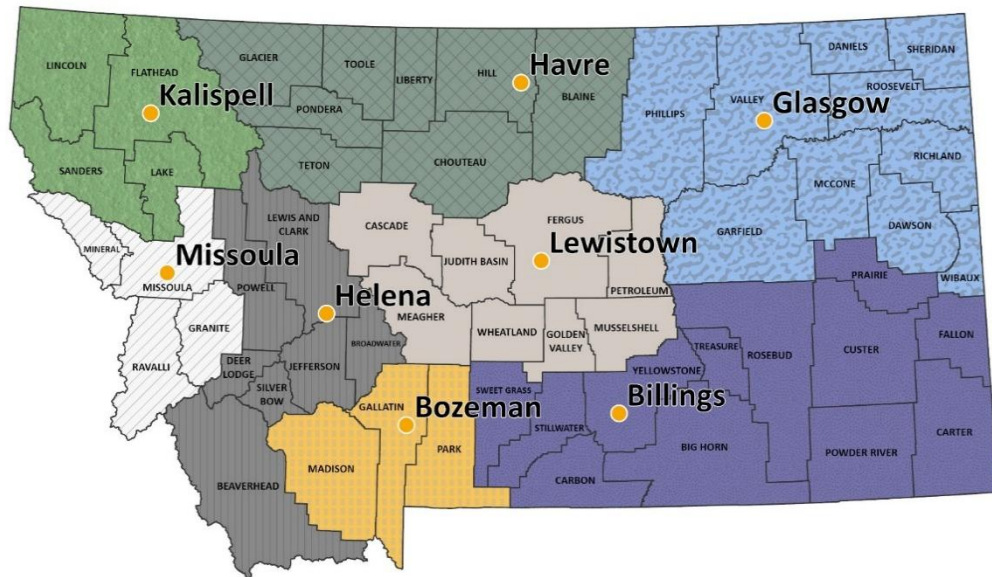 LINCOLN
FLATHEAD
Kalispell
SANDERS
LAKE
GLACIER
TOOLE
LIBERTY
HILL
Havre
BLAINE
PONDERA
TETON
CHOUTEAU
PHILLIPS
VALLEY
DANIELS
SHERIDAN
ROOSEVELT
Glasgow
RICHLAND
MCCONE
DAWSON
GARFIELD
WIBAUX
MINERAL
Missoula
MISSOULA
GRANITE
RAVALLI
LEWIS AND
CLARK
POWELL
Helena
BROADWATER
DEER
LODGE
JEFFERSON
SILVER
BOW
BEAVERHEAD
CASCADE
FERGUS
Lewistown
JUDITH BASIN
PETROLEUM
MEAGHER
WHEATLAND
GOLDEN
VALLEY
MUSSELSHELL
GALLATIN
Bozeman
MADISON
PARK
SWEET GRASS
STILLWATER
YELLOWSTONE
Billings
CARBON
BIG HORN
TREASURE
ROSEBUD
CUSTER
PRAIRIE
FALLON
CARTER
POWDER RIVER